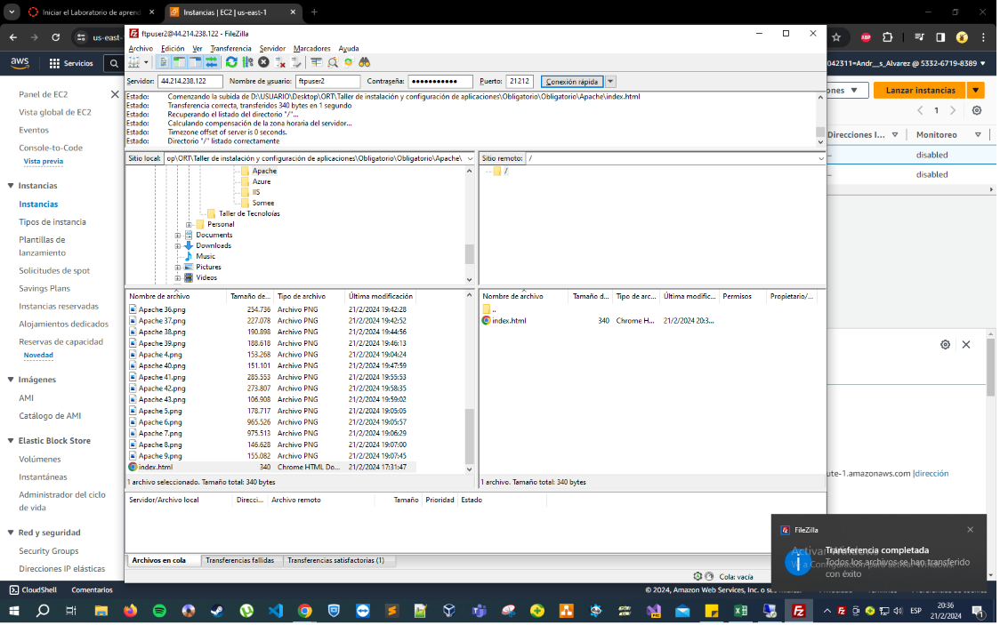 Iniciar el Laboratorio de aprend
Instancias | EC2 | us-east-1
us-east-
ftpuser2@44.214.238.122 - FileZilla
Archivo Edición Ver Transferencia Servidor Marcadores Ayuda
aws Servicios
042311=Andr__s_Alvarez @ 5332-6719-8389
Servidor: 44.214.238.122 Nombre de usuario: ftpuser2 Contraseña: ●●●●●●●●●●● Puerto: 21212 Conexión rápida
Estado: Comenzando la subida de D:\USUARIO\Desktop\ORT\Taller de instalación y configuración de aplicaciones\Obligatorio\Obligatorio\Apache\index.html
Estado: Transferencia correcta, transferidos 340 bytes en 1 segundo
Estado: Recuperando el listado del directorio "/"...
Estado: Calculando compensación de la zona horaria del servidor...
Estado: Timezone offset of server is 0 seconds.
Estado: Directorio "/" listado correctamente
Panel de EC2
Vista global de EC2
Eventos
Console-to-Code
Vista previa
Instancias
Instancias
Tipos de instancia
Plantillas de
lanzamiento
Solicitudes de spot
Savings Plans
Instancias reservadas
Alojamientos dedicados
Reservas de capacidad
Novedad
Imágenes
AMI
Catálogo de AMI
Elastic Block Store
Volúmenes
Instantáneas
Administrador del ciclo
de vida
Red y seguridad
Security Groups
Direcciones IP elásticas
ones Lanzar instancias
1
Direcciones I... Monitoreo
– disabled
– disabled
Sitio local: op\ORT\Taller de instalación y configuración de aplicaciones\Obligatorio\Obligatorio\Apache\
Sitio remoto: /
Apache
Azure
IIS
Somee
Taller de Tecnoloías
Personal
Documents
Downloads
Music
Pictures
Videos
/
Nombre de archivo Tamaño de... Tipo de archivo Última modificación
Apache 36.png 254.736 Archivo PNG 21/2/2024 19:42:28
Apache 37.png 227.078 Archivo PNG 21/2/2024 19:42:52
Apache 38.png 190.898 Archivo PNG 21/2/2024 19:44:56
Apache 39.png 188.618 Archivo PNG 21/2/2024 19:46:13
Apache 4.png 153.268 Archivo PNG 21/2/2024 19:04:24
Apache 40.png 151.101 Archivo PNG 21/2/2024 19:47:59
Apache 41.png 285.553 Archivo PNG 21/2/2024 19:55:53
Apache 42.png 273.807 Archivo PNG 21/2/2024 19:58:35
Apache 43.png 106.908 Archivo PNG 21/2/2024 19:59:02
Apache 5.png 178.717 Archivo PNG 21/2/2024 19:05:05
Apache 6.png 965.526 Archivo PNG 21/2/2024 19:05:57
Apache 7.png 975.513 Archivo PNG 21/2/2024 19:06:29
Apache 8.png 146.628 Archivo PNG 21/2/2024 19:07:00
Apache 9.png 155.082 Archivo PNG 21/2/2024 19:07:45
index.html 340 Chrome HTML Do... 21/2/2024 17:31:47
1 archivo seleccionado. Tamaño total: 340 bytes
Nombre de archivo Tamaño d... Tipo de arc... Última modific... Permisos Propietario/...
..
index.html 340 Chrome H... 21/2/2024 20:3...
1 archivo. Tamaño total: 340 bytes
Servidor/Archivo local Direcci... Archivo remoto Tamaño Prioridad Estado
Archivos en cola Transferencias fallidas Transferencias satisfactorias (1)
Cola: vacía
ute-1.amazonaws.com |dirección
FileZilla
Transferencia completada
Todos los archivos se han transferido
con éxito
Activar Windows
Ve a Configuración para activar Windows.
CloudShell Comentarios
© 2024, Amazon Web Services, Inc. o su
ESP
20:36
21/2/2024
1